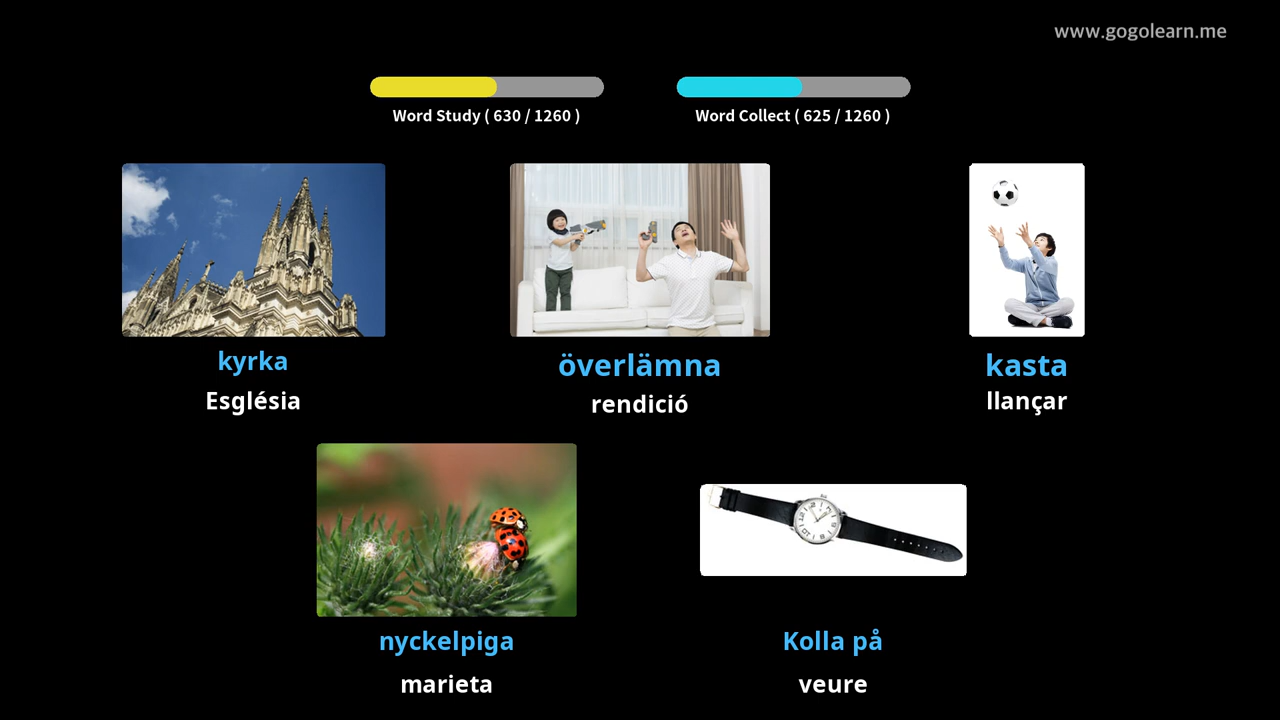 www.gogolearn.me
Word Study ( 630 / 1260 )
Word Collect ( 625 / 1260 )
kyrka
Església
överlämna
rendició
kasta
llançar
nyckelpiga
marieta
Kolla på
veure